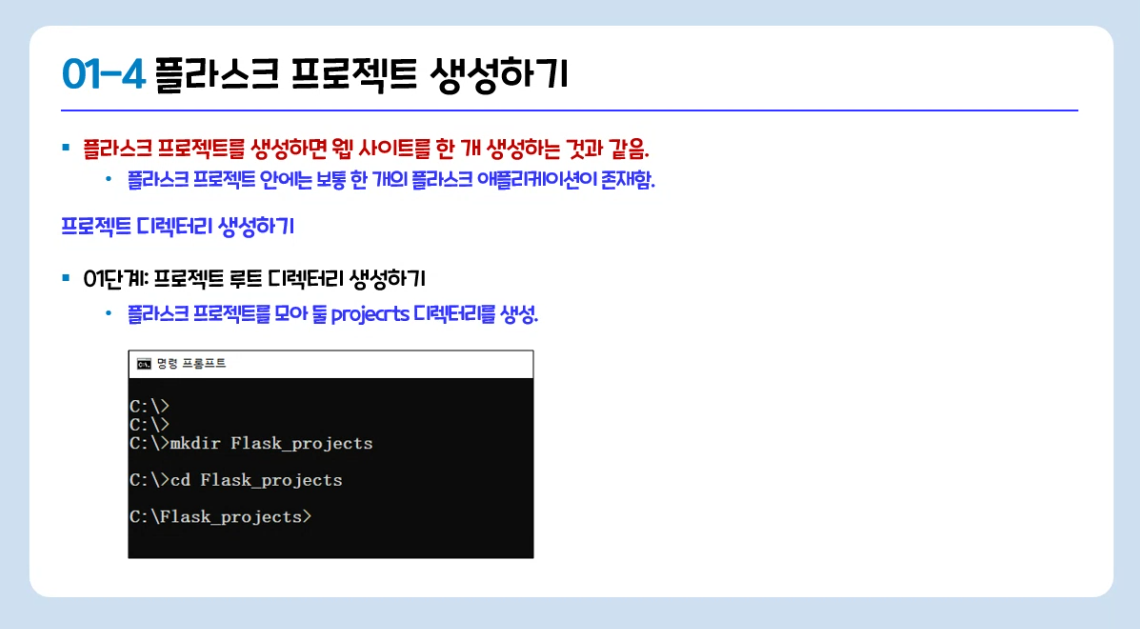 01-4 플라스크 프로젝트 생성하기
플라스크 프로젝트를 생성하면 웹 사이트를 한 개 생성하는 것과 같음.
플라스크 프로젝트 안에는 보통 한 개의 플라스크 애플리케이션이 존재함.
프로젝트 디렉터리 생성하기
01단계: 프로젝트 루트 디렉터리 생성하기
플라스크 프로젝트를 모아 둘 projecrts 디렉터리를 생성.
명령 프롬프트
C:\>
C:\>
C:\>mkdir Flask_projects
C:\>cd Flask_projects
C:\Flask_projects>